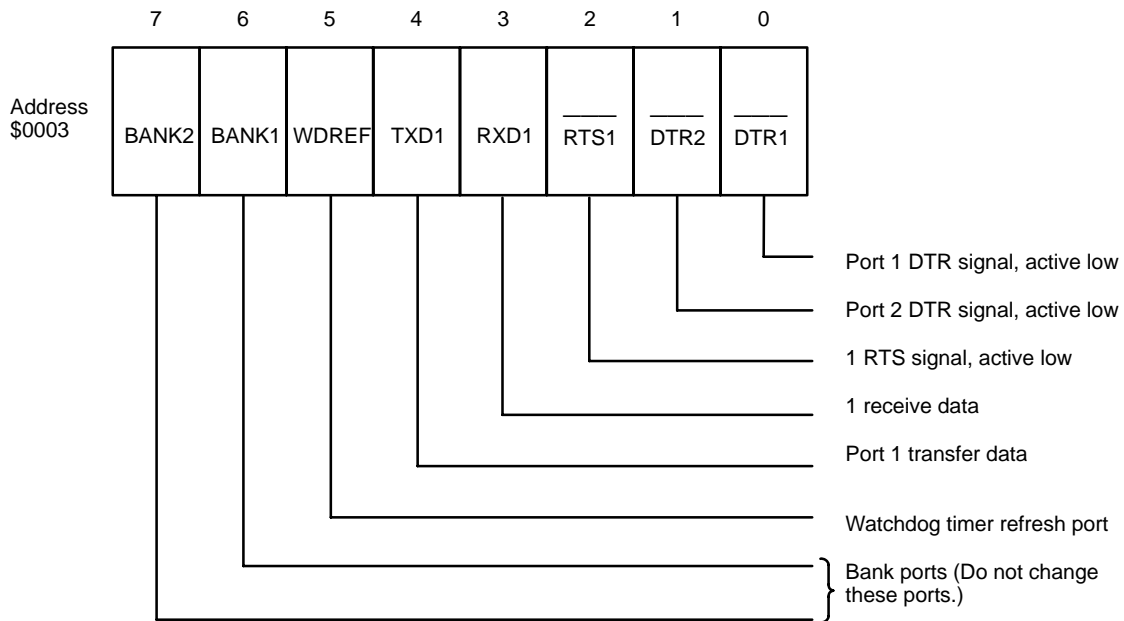 7 6 5 4 3 2 1 0
Address
$0003
BANK2 BANK1 WDREF TXD1 RXD1 RTS1 DTR2 DTR1
Port 1 DTR signal, active low
Port 2 DTR signal, active low
1 RTS signal, active low
1 receive data
Port 1 transfer data
Watchdog timer refresh port
Bank ports (Do not change
these ports.)